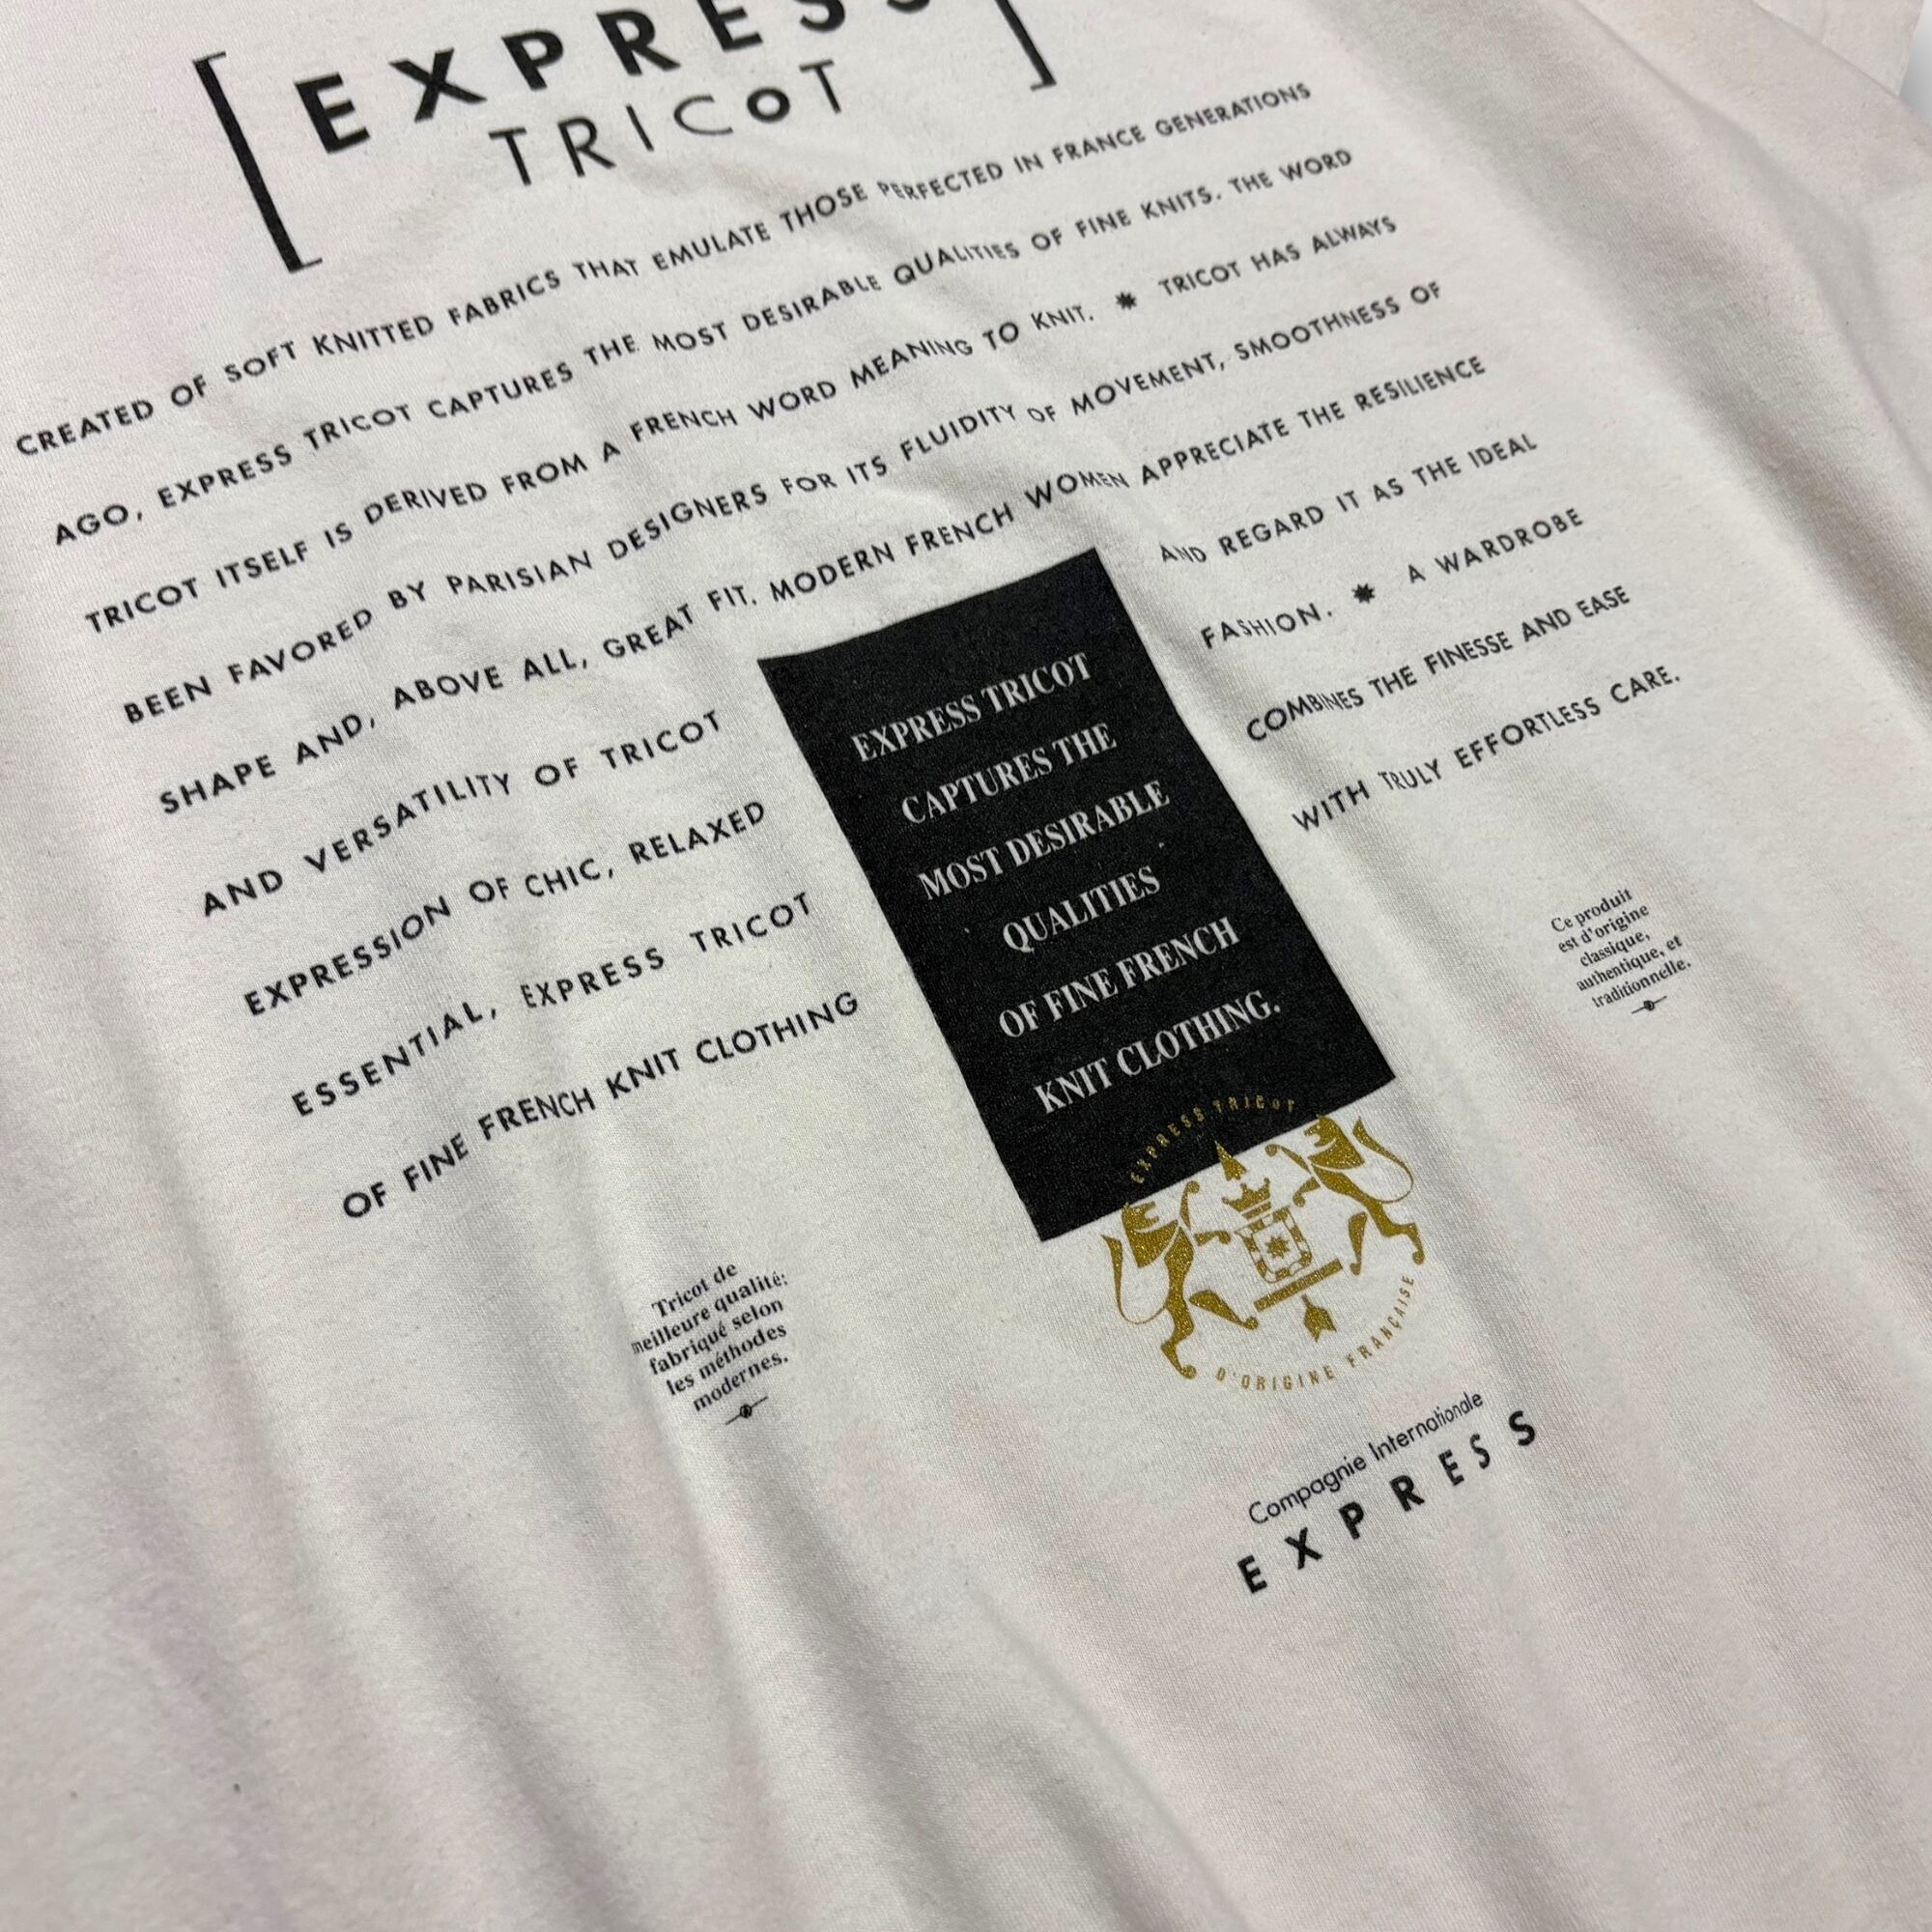 [ EXPRESS ]
TRICOT
CREATED OF SOFT KNITTED FABRICS THAT EMULATE THOSE PERFECTED IN FRANCE GENERATIONS
AGO, EXPRESS TRICOT CAPTURES THE MOST DESIRABLE QUALITIES OF FINE KNITS. THE WORD
TRICOT ITSELF IS DERIVED FROM A FRENCH WORD MEANING TO KNIT. ✷ TRICOT HAS ALWAYS
BEEN FAVORED BY PARISIAN DESIGNERS FOR ITS FLUIDITY OF MOVEMENT, SMOOTHNESS OF
SHAPE AND, ABOVE ALL, GREAT FIT. MODERN FRENCH WOMEN APPRECIATE THE RESILIENCE
AND VERSATILITY OF TRICOT AND REGARD IT AS THE IDEAL
EXPRESSION OF CHIC, RELAXED FASHION. ✷ A WARDROBE
ESSENTIAL, EXPRESS TRICOT COMBINES THE FINESSE AND EASE
OF FINE FRENCH KNIT CLOTHING WITH TRULY EFFORTLESS CARE.
EXPRESS TRICOT
CAPTURES THE
MOST DESIRABLE
QUALITIES
OF FINE FRENCH
KNIT CLOTHING.
Tricot de
meilleure qualité:
fabriqué selon
les méthodes
modernes.
Ce produit
est d'origine
classique,
authentique, et
traditionnelle.
EXPRESS TRICOT
D'ORIGINE FRANÇAISE
Compagnie Internationale
EXPRESS